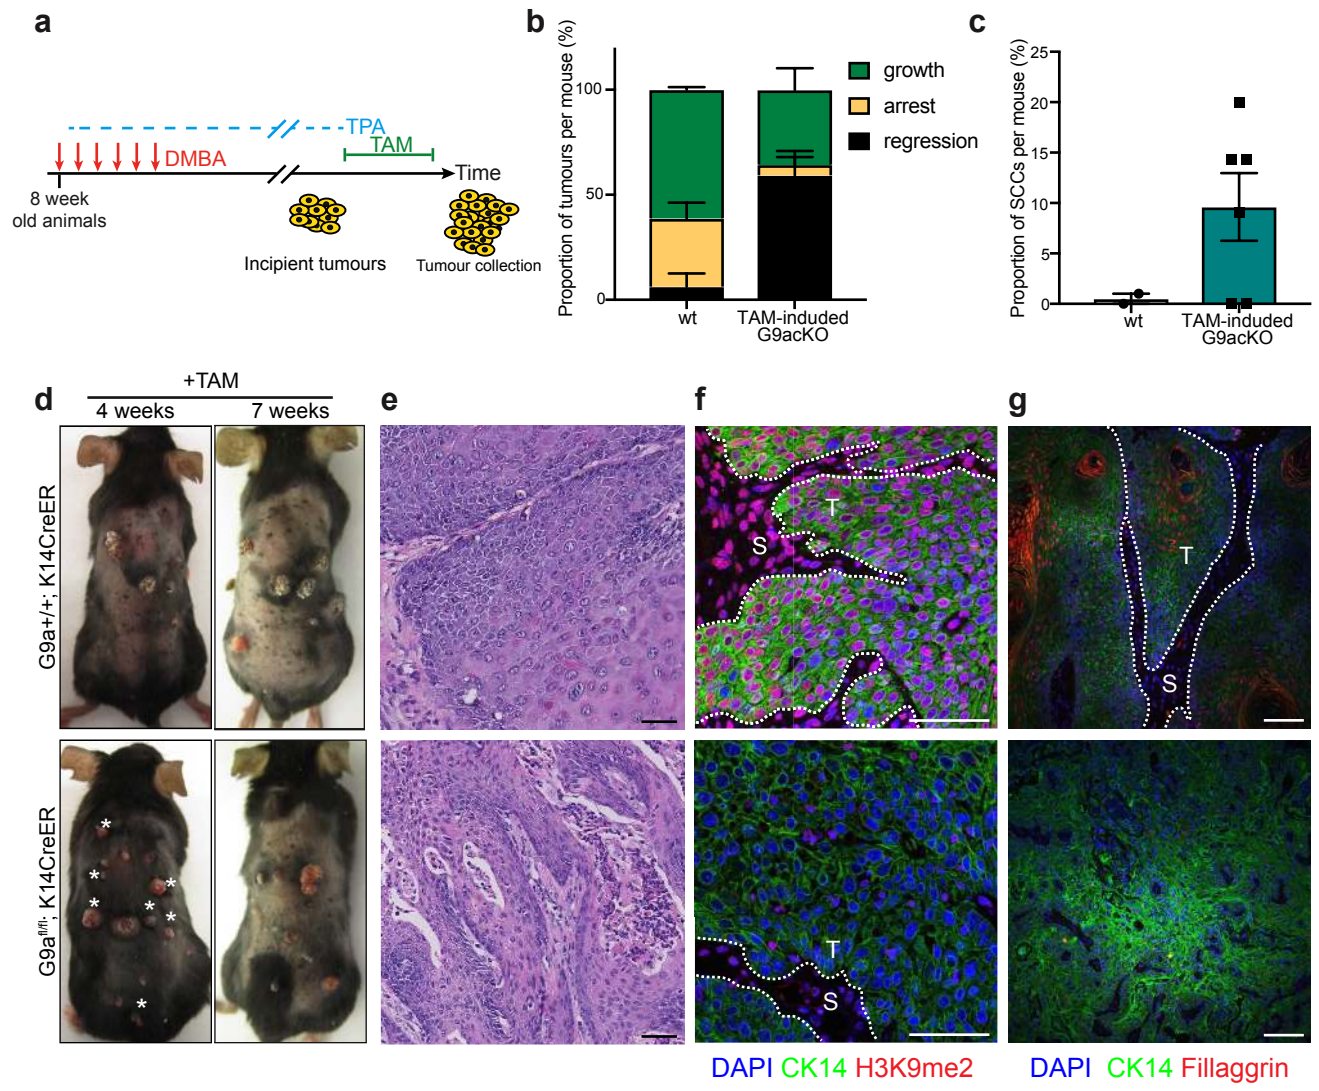 a
TPA
TAM
DMBA
Time
8 week
old animals
Incipient tumours
Tumour collection
b
Proportion of tumours per mouse (%)
100
50
0
wt
TAM-induded
G9acKO
growth
arrest
regression
c
Proportion of SCCs per mouse (%)
25
20
15
10
5
0
wt
TAM-induded
G9acKO
d
+TAM
4 weeks
7 weeks
G9a+/+; K14CreER
G9afl/fl; K14CreER
* * * * * * *
e
f
T
S
T
S
DAPI CK14 H3K9me2
g
T
S
DAPI CK14 Fillaggrin